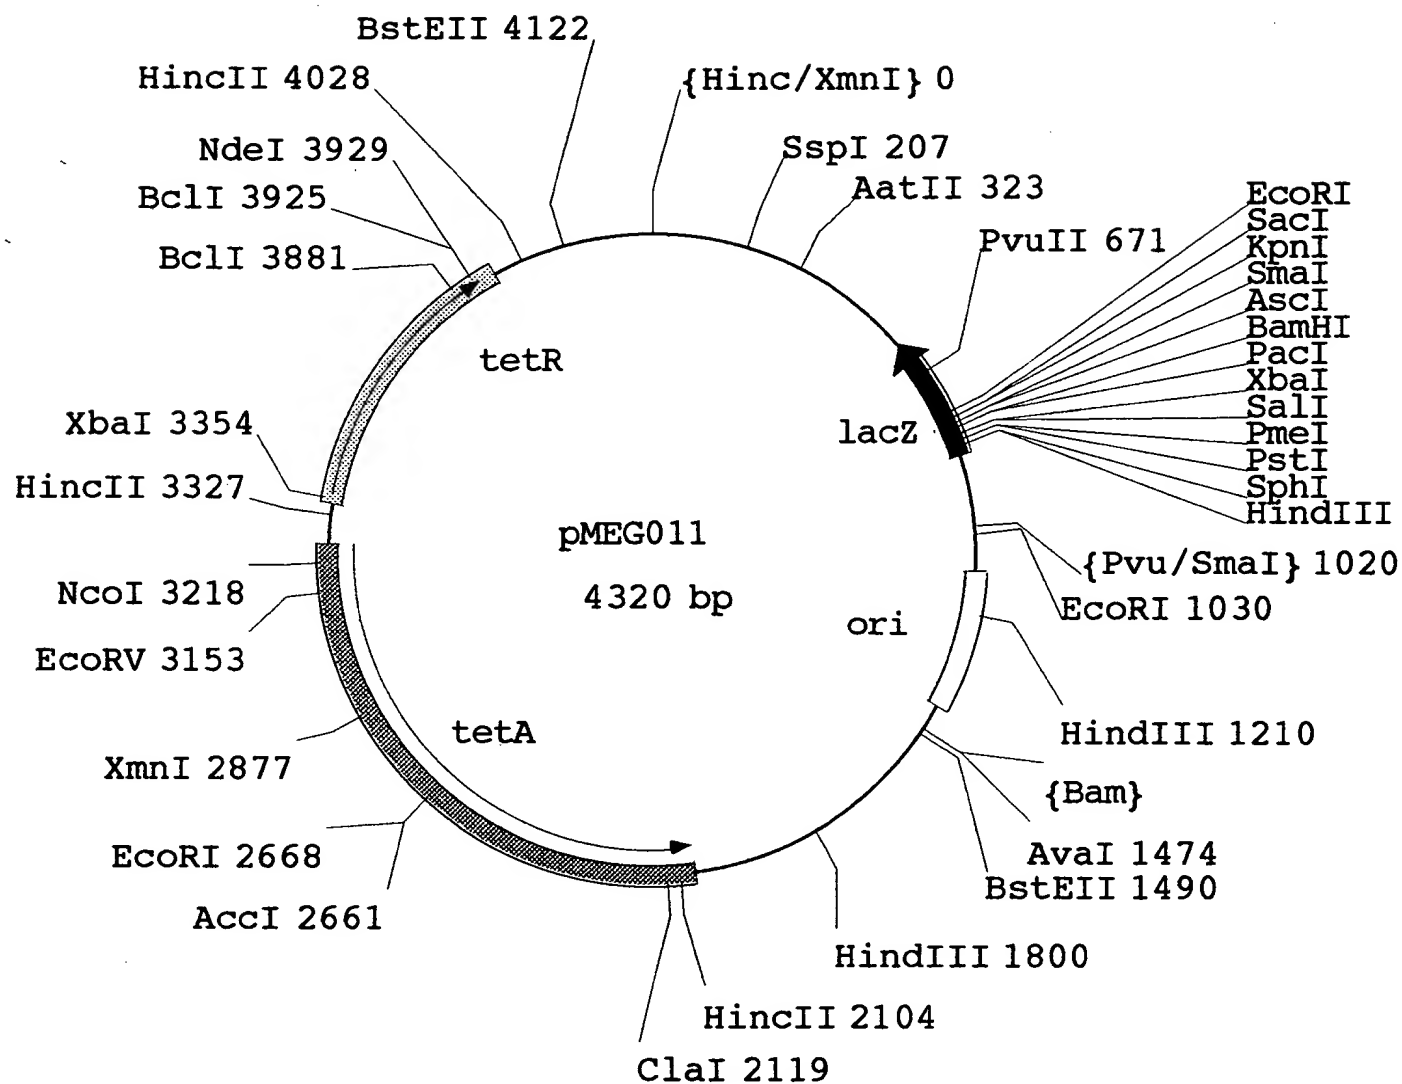 BstEII 4122
HincII 4028
{Hinc/XmnI} 0
NdeI 3929
SspI 207
BclI 3925
AatII 323
BclI 3881
PvuII 671
EcoRI
SacI
KpnI
SmaI
AscI
BamHI
PacI
XbaI
SalI
PmeI
PstI
SphI
HindIII
tetR
lacZ
XbaI 3354
HincII 3327
pMEG011
4320 bp
{Pvu/SmaI} 1020
EcoRI 1030
NcoI 3218
ori
EcoRV 3153
tetA
HindIII 1210
XmnI 2877
{Bam}
EcoRI 2668
AvaI 1474
BstEII 1490
AccI 2661
HindIII 1800
HincII 2104
ClaI 2119